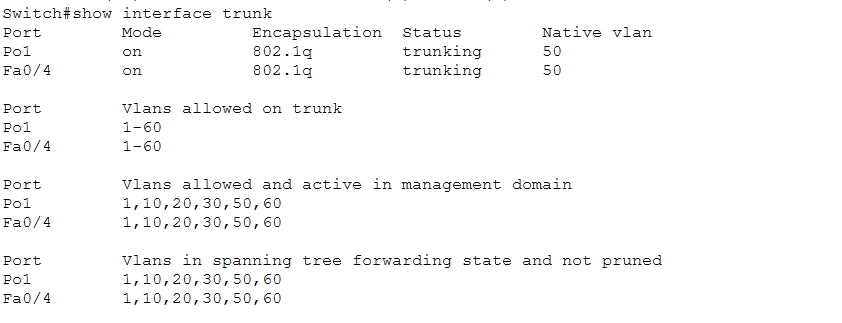 Switch#show interface trunk
Port Mode Encapsulation Status Native vlan
Po1 on 802.1q trunking 50
Fa0/4 on 802.1q trunking 50
Port Vlans allowed on trunk
Po1 1-60
Fa0/4 1-60
Port Vlans allowed and active in management domain
Po1 1,10,20,30,50,60
Fa0/4 1,10,20,30,50,60
Port Vlans in spanning tree forwarding state and not pruned
Po1 1,10,20,30,50,60
Fa0/4 1,10,20,30,50,60